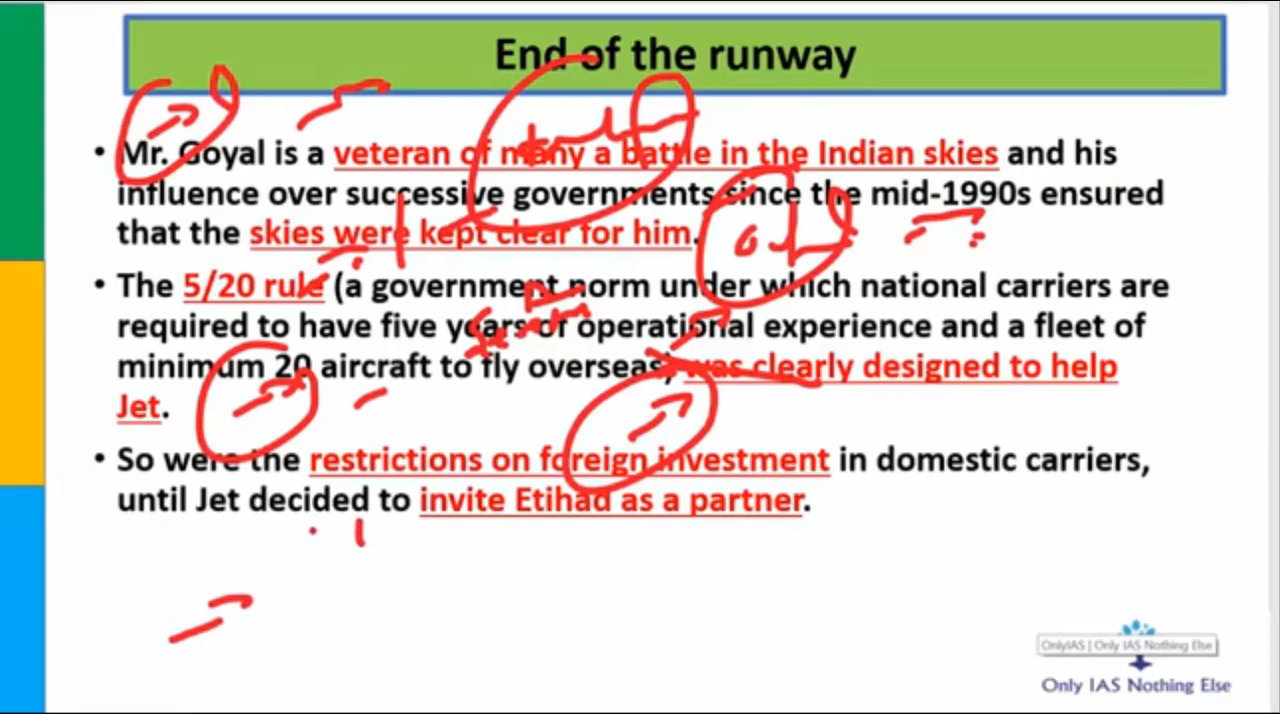 End of the runway
• Mr. Goyal is a veteran of many a battle in the Indian skies and his
influence over successive governments since the mid-1990s ensured
that the skies were kept clear for him.
• The 5/20 rule (a government norm under which national carriers are
required to have five years of operational experience and a fleet of
minimum 20 aircraft to fly overseas) was clearly designed to help
Jet.
• So were the restrictions on foreign investment in domestic carriers,
until Jet decided to invite Etihad as a partner.
OnlyIAS | Only IAS Nothing Else
Only IAS Nothing Else